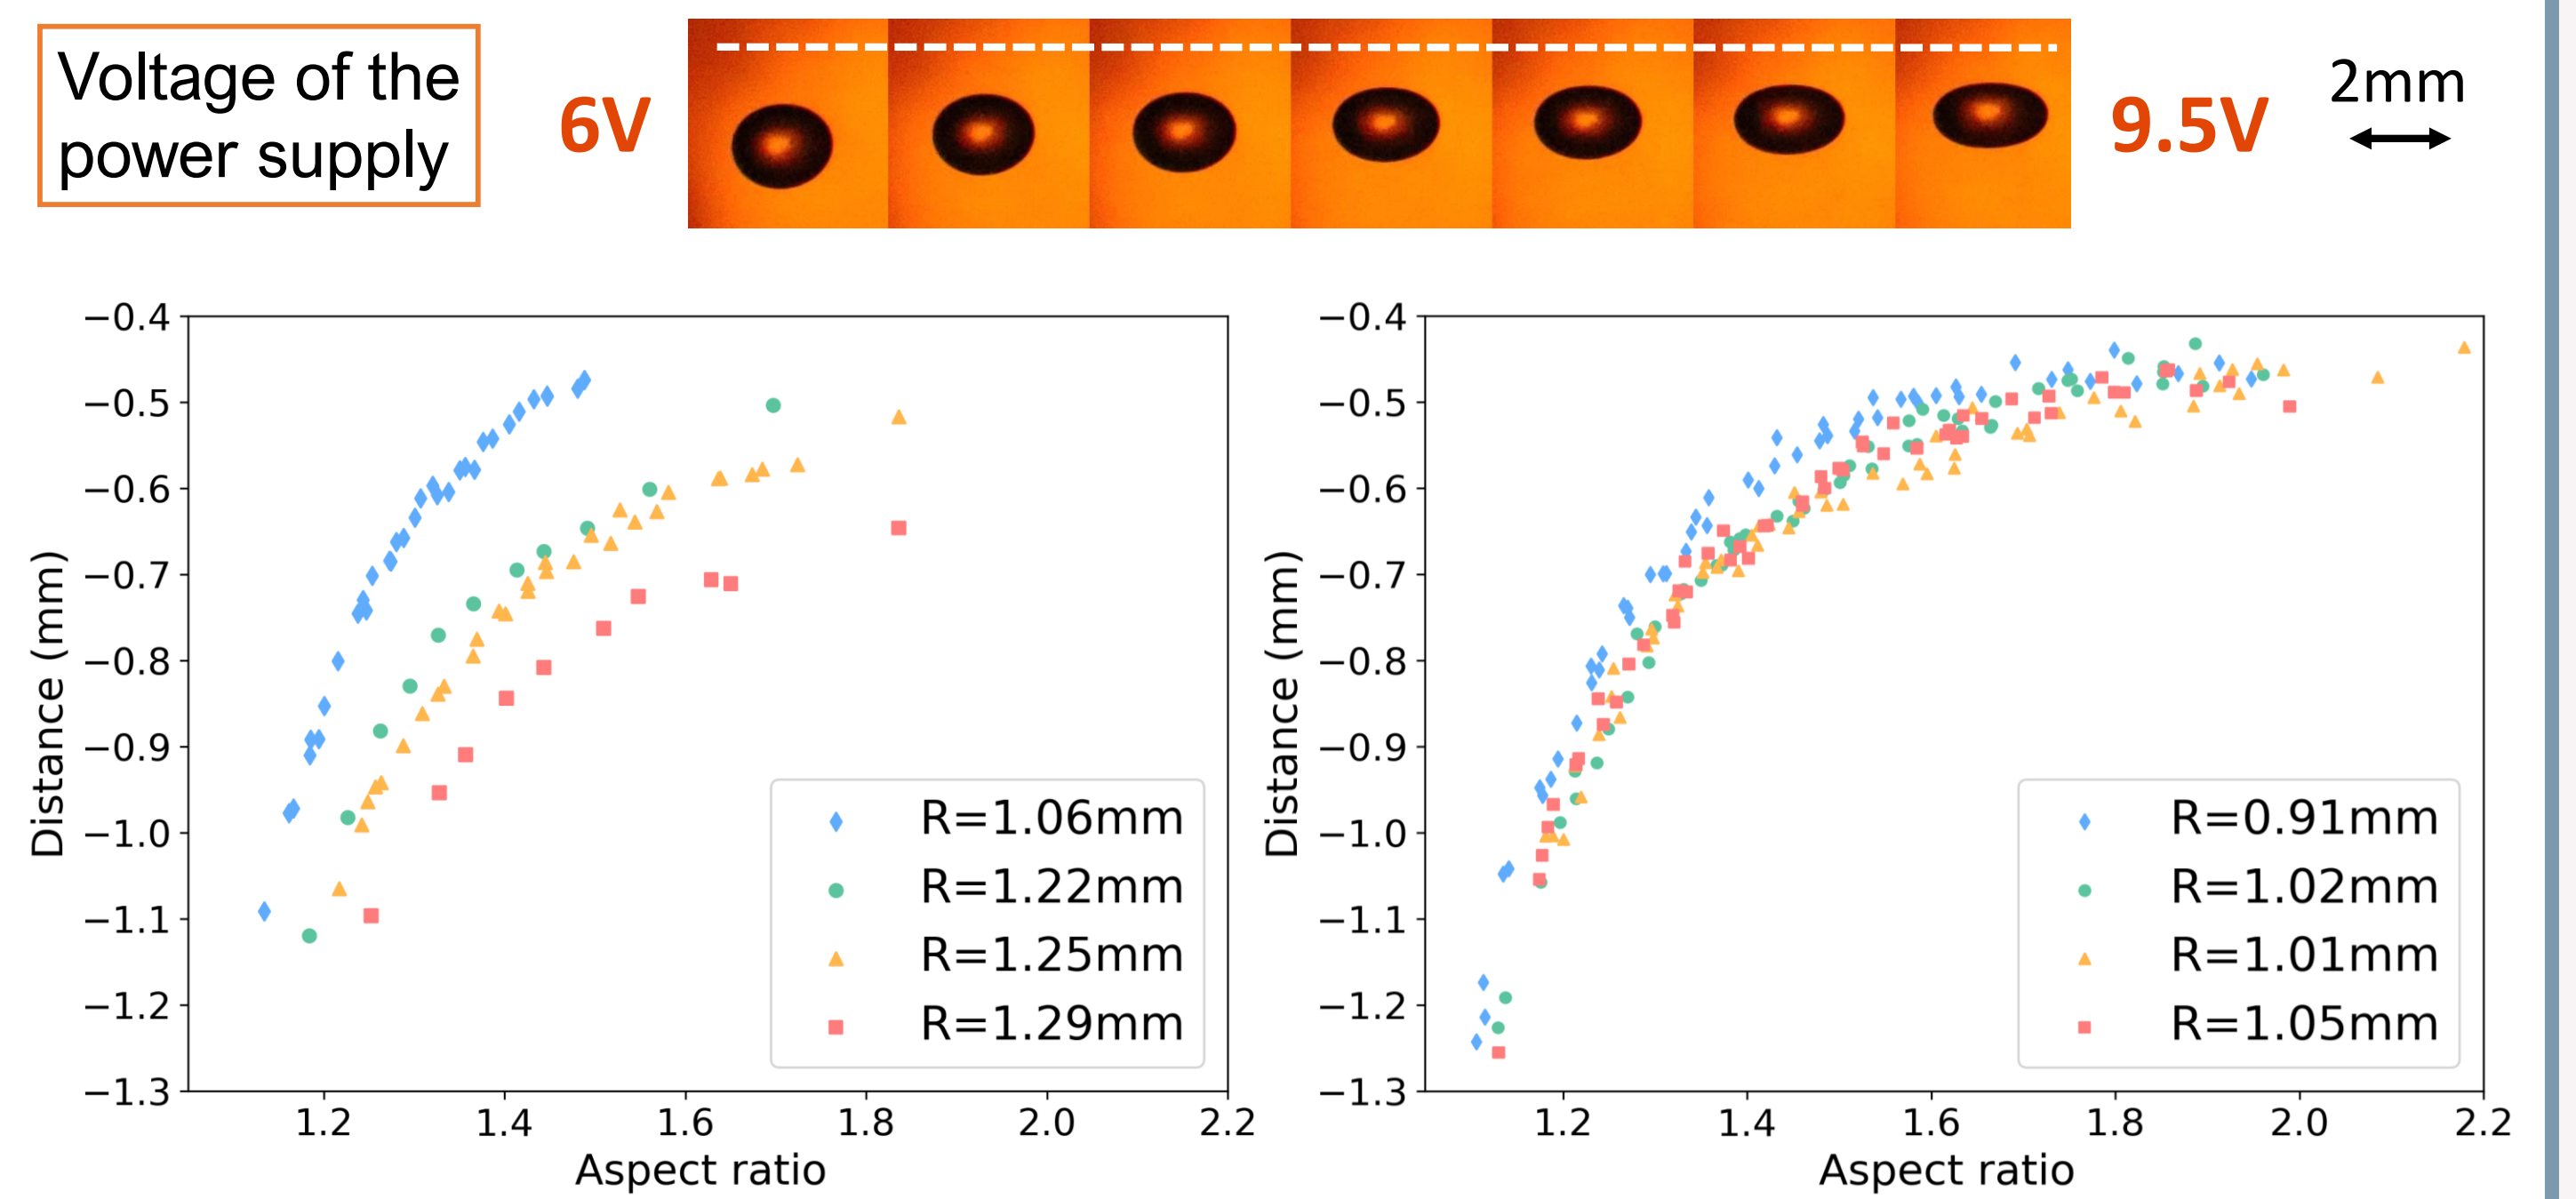 Voltage of the
power supply
6V
9.5V
2mm
−0.4
−0.5
−0.6
−0.7
−0.8
−0.9
−1.0
−1.1
−1.2
−1.3
Distance (mm)
1.2 1.4 1.6 1.8 2.0 2.2
Aspect ratio
R=1.06mm
R=1.22mm
R=1.25mm
R=1.29mm
−0.4
−0.5
−0.6
−0.7
−0.8
−0.9
−1.0
−1.1
−1.2
−1.3
Distance (mm)
1.2 1.4 1.6 1.8 2.0 2.2
Aspect ratio
R=0.91mm
R=1.02mm
R=1.01mm
R=1.05mm